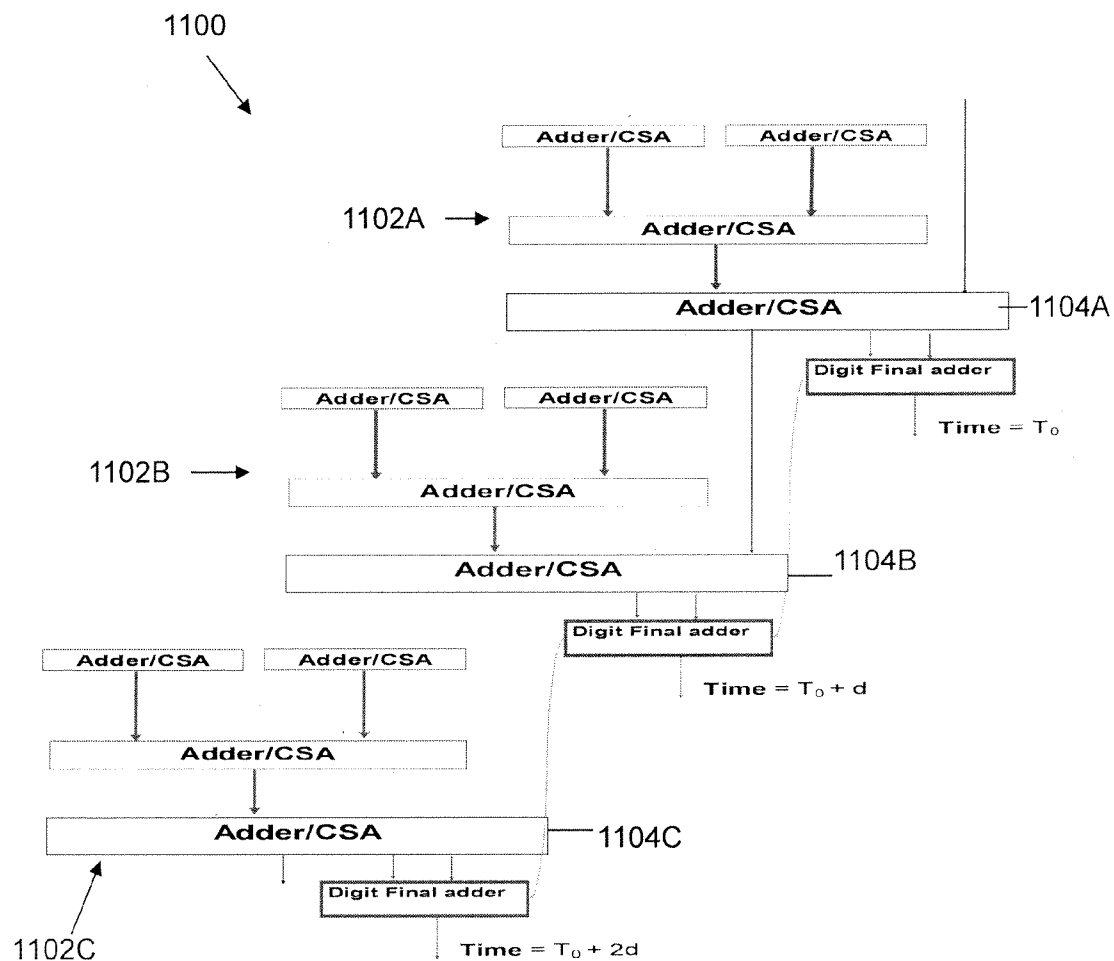 1100
Adder/CSA Adder/CSA
1102A
Adder/CSA
Adder/CSA
1104A
Digit Final adder
Time = T₀
Adder/CSA Adder/CSA
1102B
Adder/CSA
Adder/CSA
1104B
Digit Final adder
Time = T₀ + d
Adder/CSA Adder/CSA
Adder/CSA
Adder/CSA
1104C
Digit Final adder
1102C
Time = T₀ + 2d